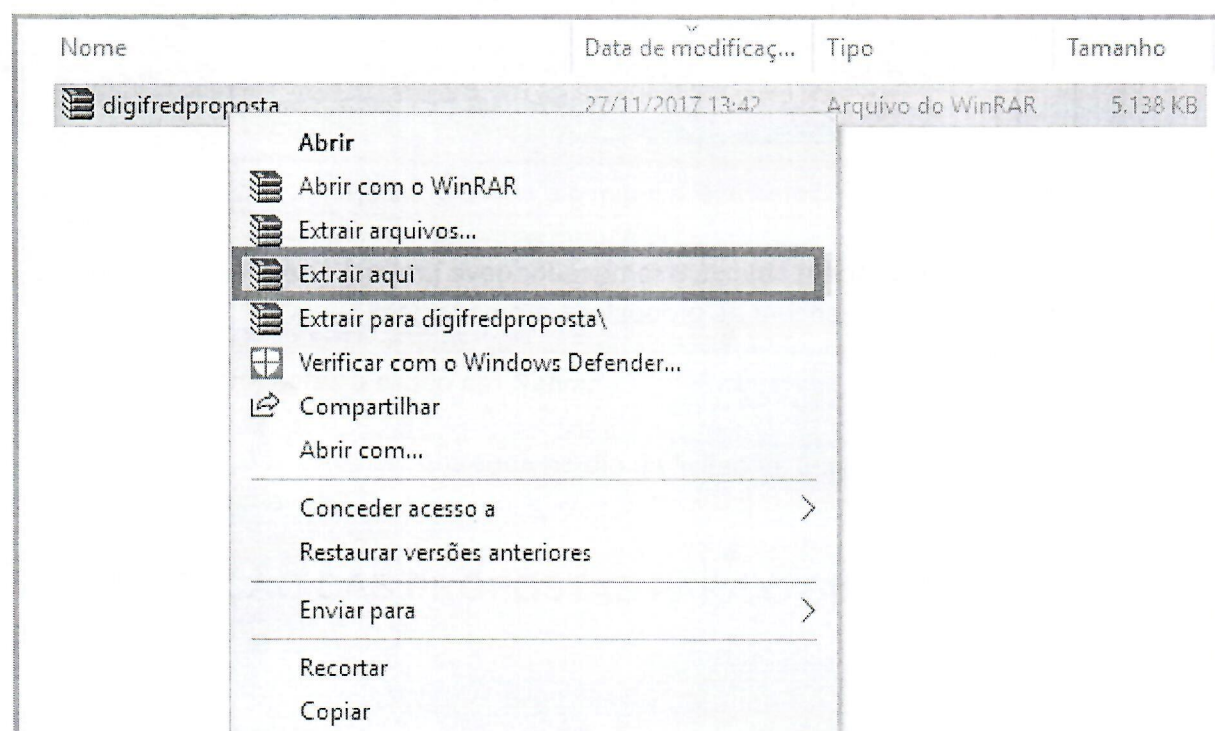 Nome Data de modificaç... Tipo Tamanho
digifredproposta 27/11/2017 13:42 Arquivo do WinRAR 5.138 KB
Abrir
Abrir com o WinRAR
Extrair arquivos...
Extrair aqui
Extrair para digifredproposta\
Verificar com o Windows Defender...
Compartilhar
Abrir com...
Conceder acesso a
Restaurar versões anteriores
Enviar para
Recortar
Copiar